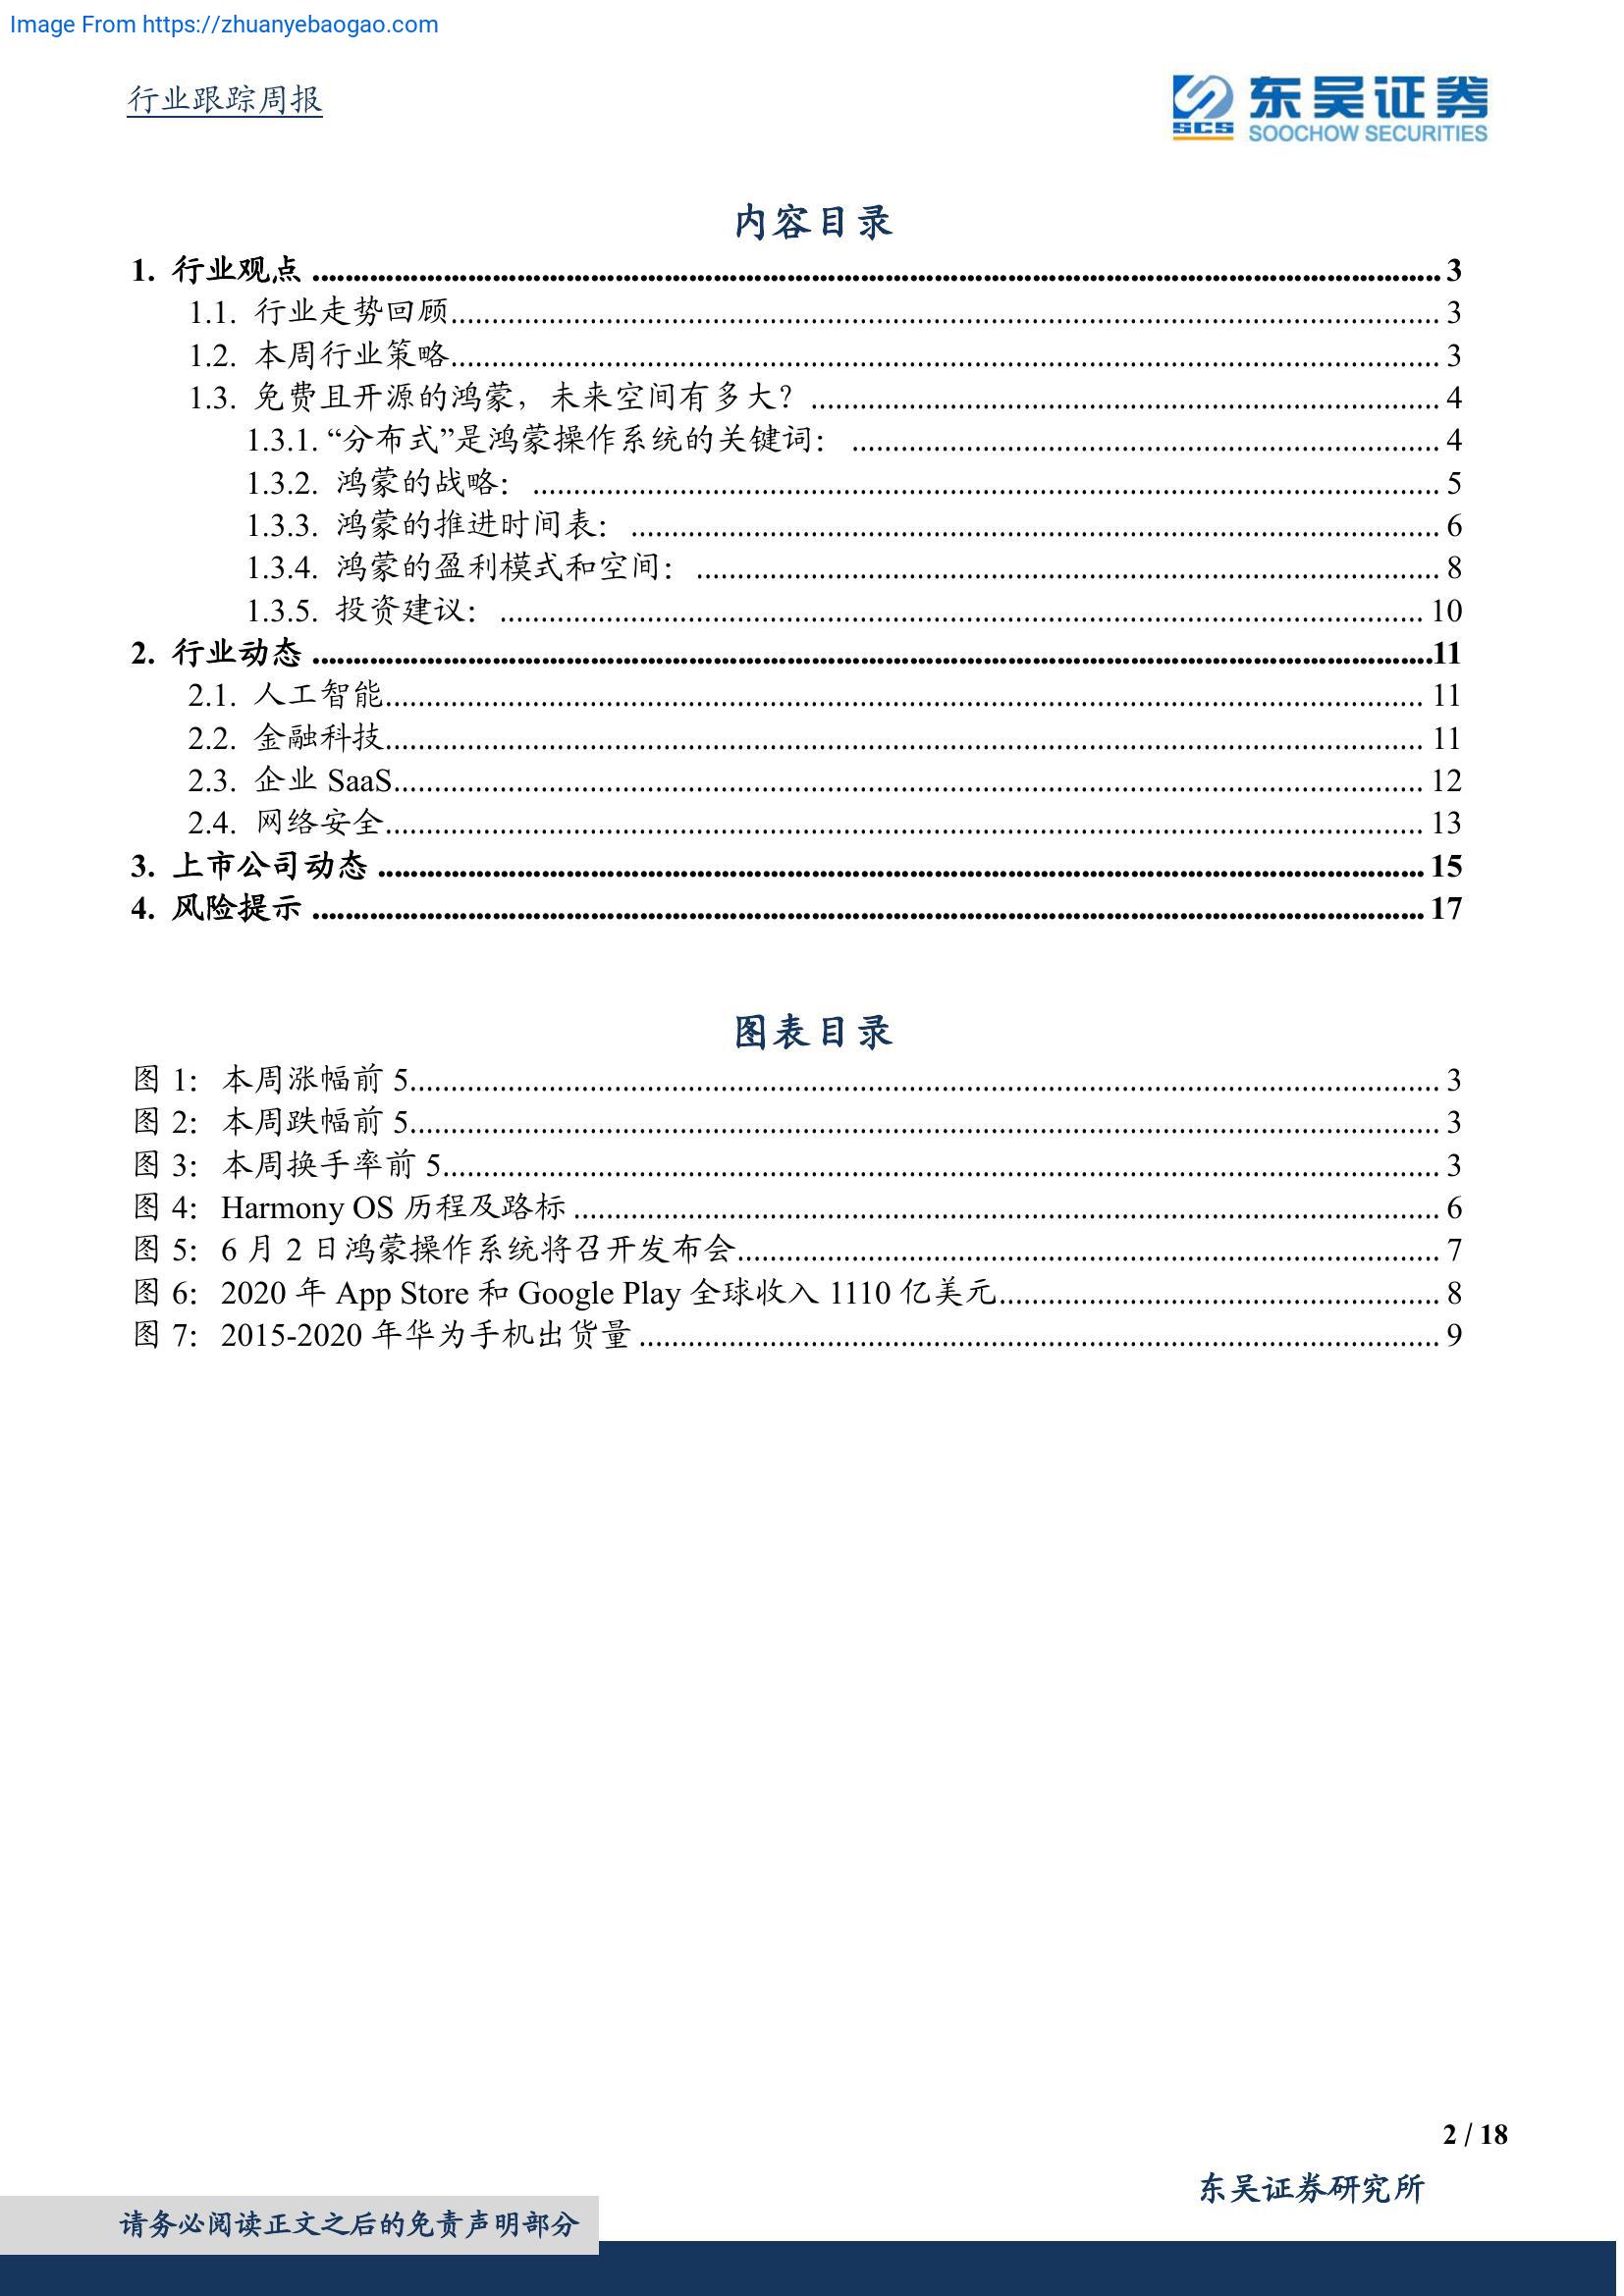 Image From https://zhuanyebaogao.com
行业跟踪周报
SCS 东吴证券
SOOCHOW SECURITIES
内容目录
1. 行业观点 ........................................ 3
1.1. 行业走势回顾........................................ 3
1.2. 本周行业策略........................................ 3
1.3. 免费且开源的鸿蒙，未来空间有多大？ ........................................ 4
1.3.1. “分布式”是鸿蒙操作系统的关键词： ........................................ 4
1.3.2. 鸿蒙的战略： ........................................ 5
1.3.3. 鸿蒙的推进时间表： ........................................ 6
1.3.4. 鸿蒙的盈利模式和空间： ........................................ 8
1.3.5. 投资建议： ........................................ 10
2. 行业动态 ........................................11
2.1. 人工智能........................................ 11
2.2. 金融科技........................................ 11
2.3. 企业 SaaS........................................ 12
2.4. 网络安全........................................ 13
3. 上市公司动态 ........................................ 15
4. 风险提示 ........................................ 17
图表目录
图 1： 本周涨幅前 5........................................ 3
图 2： 本周跌幅前 5........................................ 3
图 3： 本周换手率前 5........................................ 3
图 4： Harmony OS 历程及路标 ........................................ 6
图 5： 6 月 2 日鸿蒙操作系统将召开发布会........................................ 7
图 6： 2020 年 App Store 和 Google Play 全球收入 1110 亿美元........................................ 8
图 7： 2015-2020 年华为手机出货量 ........................................ 9
2 / 18
东吴证券研究所
请务必阅读正文之后的免责声明部分